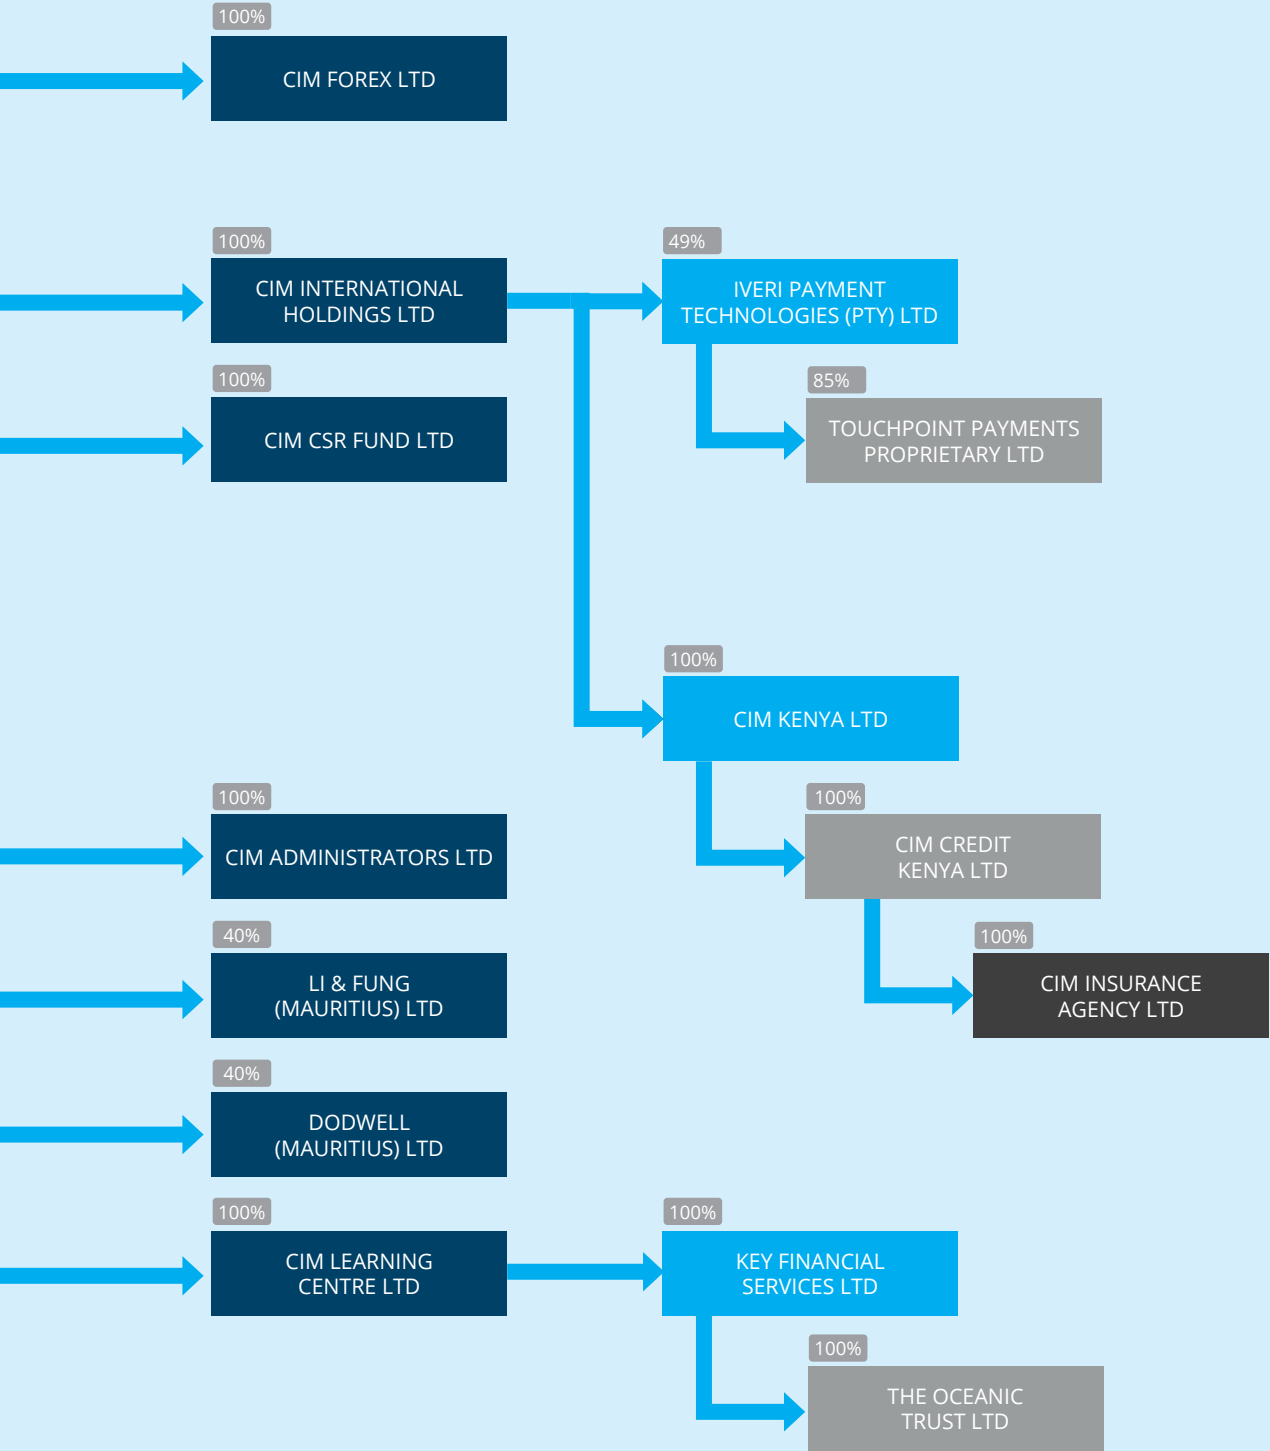 100%
CIM FOREX LTD
100%
CIM INTERNATIONAL
HOLDINGS LTD
49%
IVERI PAYMENT
TECHNOLOGIES (PTY) LTD
100%
CIM CSR FUND LTD
85%
TOUCHPOINT PAYMENTS
PROPRIETARY LTD
100%
CIM KENYA LTD
100%
CIM ADMINISTRATORS LTD
100%
CIM CREDIT
KENYA LTD
40%
LI & FUNG
(MAURITIUS) LTD
100%
CIM INSURANCE
AGENCY LTD
40%
DODWELL
(MAURITIUS) LTD
100%
CIM LEARNING
CENTRE LTD
100%
KEY FINANCIAL
SERVICES LTD
100%
THE OCEANIC
TRUST LTD